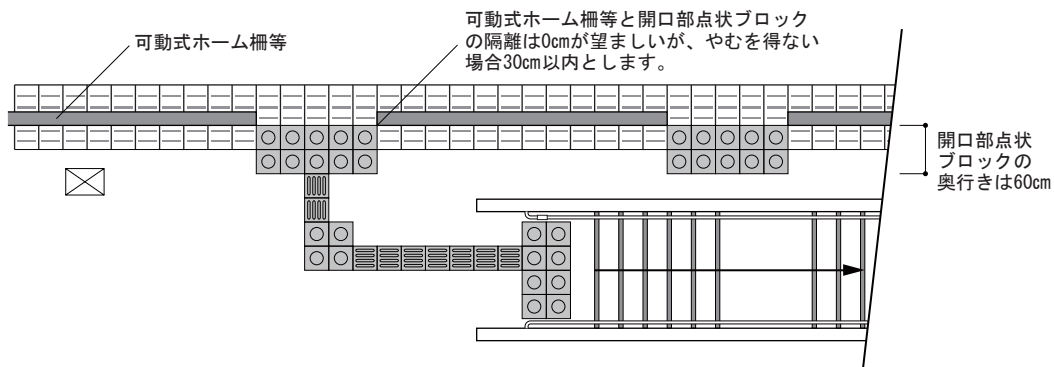 可動式ホーム柵等
可動式ホーム柵等と開口部点状ブロック
の隔離は0cmが望ましいが、やむを得ない
場合30cm以内とします。
開口部点状
ブロックの
奥行きは60cm